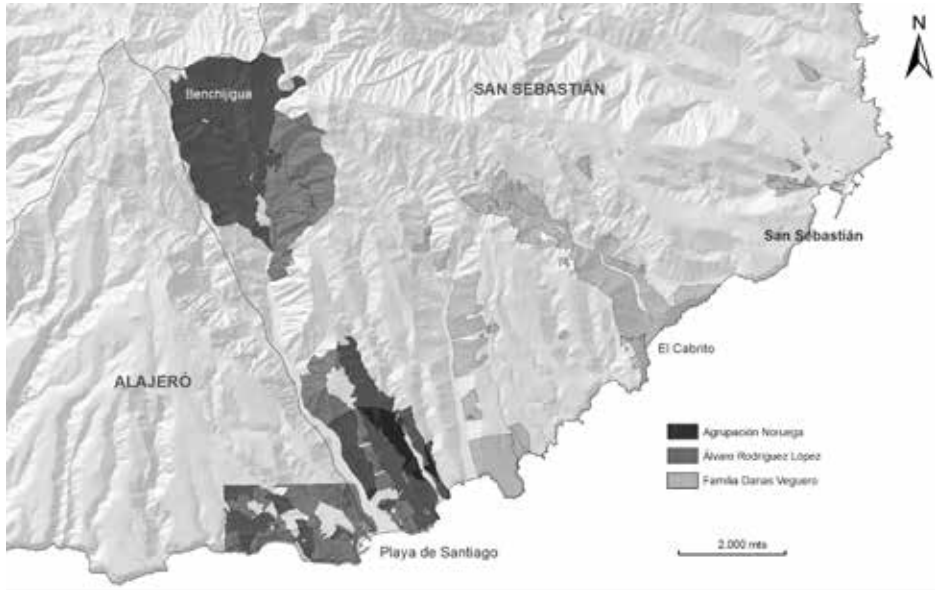 N
Benchijigua
SAN SEBASTIÁN
San Sebastián
El Cabrito
ALAJERÓ
Agrupación Noruega
Álvaro Rodríguez López
Familia Darias Veguero
2.000 mts
Playa de Santiago